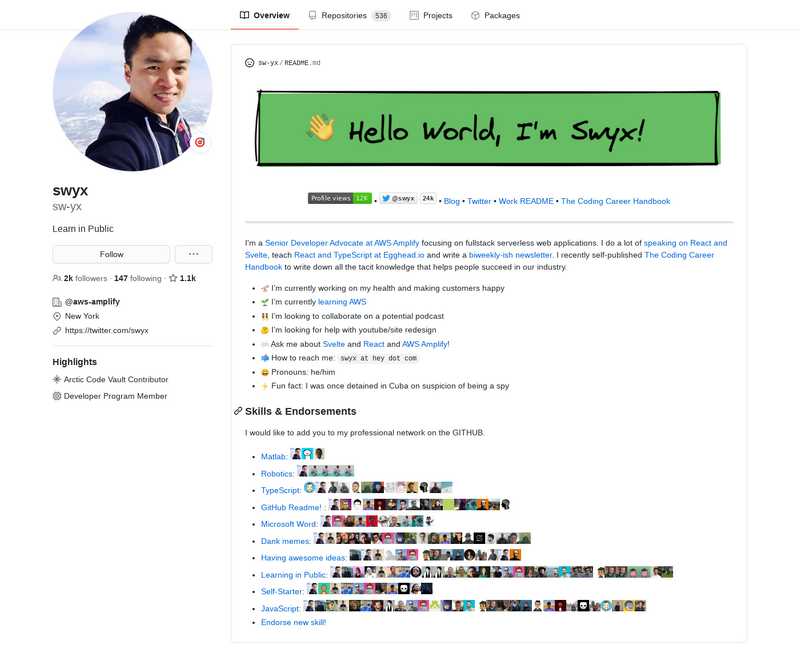 Overview
Repositories 536
Projects
Packages
swyx
sw-yx
Learn in Public
Follow
2k followers · 147 following · 1.1k
@aws-amplify
New York
https://twitter.com/swyx
Highlights
Arctic Code Vault Contributor
Developer Program Member
sw-yx / README.md
Hello World, I'm Swyx!
Profile views 12K • @swyx 24k • Blog • Twitter • Work README • The Coding Career Handbook
I'm a Senior Developer Advocate at AWS Amplify focusing on fullstack serverless web applications. I do a lot of speaking on React and
Svelte, teach React and TypeScript at Egghead.io and write a biweekly-ish newsletter. I recently self-published The Coding Career
Handbook to write down all the tacit knowledge that helps people succeed in our industry.
• I'm currently working on my health and making customers happy
• I'm currently learning AWS
• I'm looking to collaborate on a potential podcast
• I'm looking for help with youtube/site redesign
• Ask me about Svelte and React and AWS Amplify!
• How to reach me: swyx at hey dot com
• Pronouns: he/him
• Fun fact: I was once detained in Cuba on suspicion of being a spy
Skills & Endorsements
I would like to add you to my professional network on the GITHUB.
• Matlab:
• Robotics:
• TypeScript:
• GitHub Readme! :
• Microsoft Word:
• Dank memes:
• Having awesome ideas:
• Learning in Public:
• Self-Starter:
• JavaScript:
• Endorse new skill!